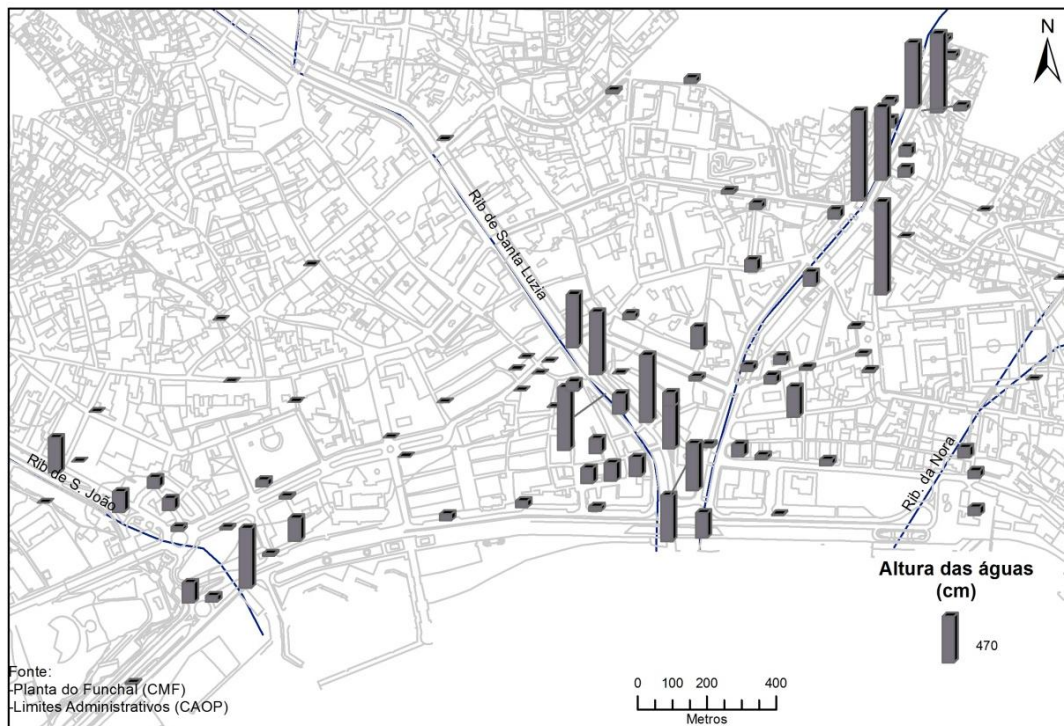 N
Rib de Santa Luzia
Rib de S. João
Rib. da Nora
Altura das águas
(cm)
470
Fonte:
-Planta do Funchal (CMF)
-Limites Administrativos (CAOP)
0 100 200 400
Metros